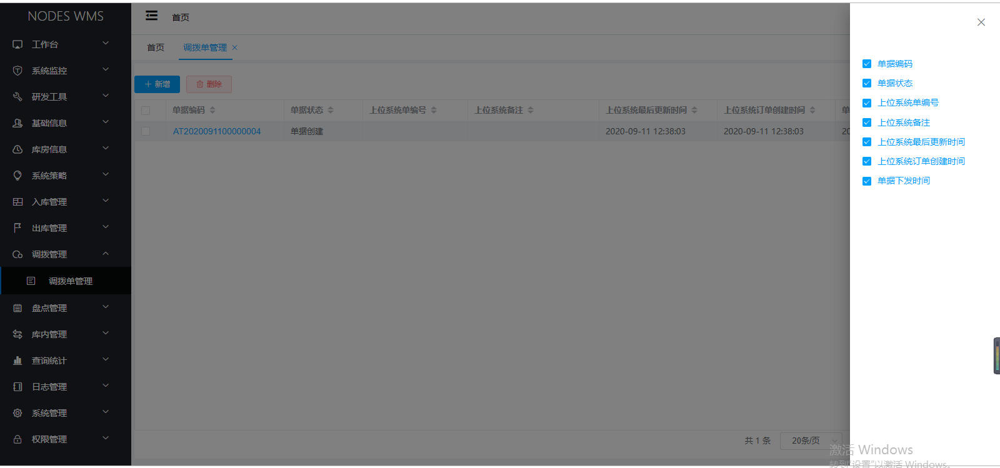 NODES WMS
工作台
系统监控
研发工具
基础信息
库房信息
系统策略
入库管理
出库管理
调拨管理
调拨单管理
盘点管理
库内管理
查询统计
日志管理
系统管理
权限管理
首页
首页 调拨单管理
新增 删除
单据编码 单据状态 上位系统单编号 上位系统备注 上位系统最后更新时间 上位系统订单创建时间 单
AT2020091100000004 单据创建 2020-09-11 12:38:03 2020-09-11 12:38:03 20
共 1 条 20条/页
单据编码
单据状态
上位系统单编号
上位系统备注
上位系统最后更新时间
上位系统订单创建时间
单据下发时间
激活 Windows
转到“设置”以激活 Windows。